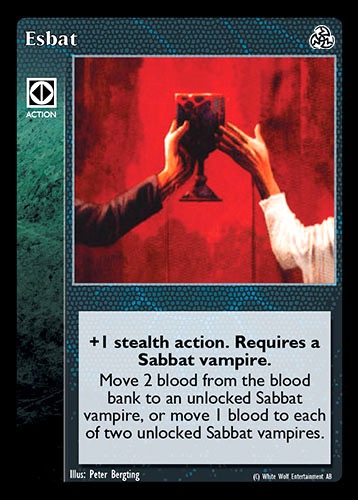 Esbat
ACTION
+1 stealth action. Requires a
Sabbat vampire.
Move 2 blood from the blood
bank to an unlocked Sabbat
vampire, or move 1 blood to each
of two unlocked Sabbat vampires.
Illus: Peter Bergting
(C) White Wolf Entertainment AB